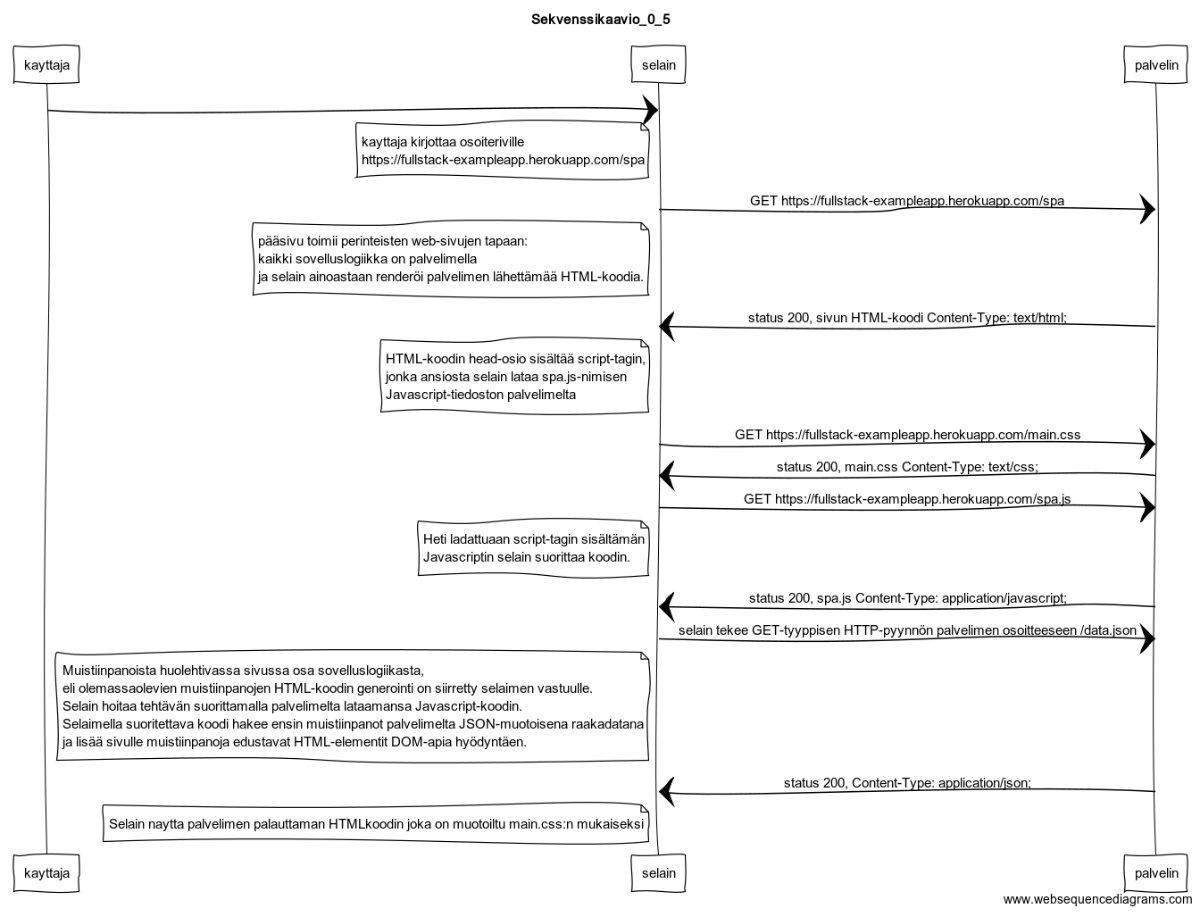 Sekvenssikaavio_0_5
kayttaja
selain
palvelin
kayttaja kirjottaa osoiteriville
https://fullstack-exampleapp.herokuapp.com/spa
GET https://fullstack-exampleapp.herokuapp.com/spa
pääsivu toimii perinteisten web-sivujen tapaan:
kaikki sovelluslogiikka on palvelimella
ja selain ainoastaan renderöi palvelimen lähettämää HTML-koodia.
status 200, sivun HTML-koodi Content-Type: text/html;
HTML-koodin head-osio sisältää script-tagin,
jonka ansiosta selain lataa spa.js-nimisen
Javascript-tiedoston palvelimelta
GET https://fullstack-exampleapp.herokuapp.com/main.css
status 200, main.css Content-Type: text/css;
GET https://fullstack-exampleapp.herokuapp.com/spa.js
Heti ladattuaan script-tagin sisältämän
Javascriptin selain suorittaa koodin.
status 200, spa.js Content-Type: application/javascript;
selain tekee GET-tyyppisen HTTP-pyynnön palvelimen osoitteeseen /data.json
Muistiinpanoista huolehtivassa sivussa osa sovelluslogiikasta,
eli olemassaolevien muistiinpanojen HTML-koodin generointi on siirretty selaimen vastuulle.
Selain hoitaa tehtävän suorittamalla palvelimelta lataamansa Javascript-koodin.
Selaimella suoritettava koodi hakee ensin muistiinpanot palvelimelta JSON-muotoisena raakadatana
ja lisää sivulle muistiinpanoja edustavat HTML-elementit DOM-apia hyödyntäen.
status 200, Content-Type: application/json;
Selain naytta palvelimen palauttaman HTMLkoodin joka on muotoiltu main.css:n mukaiseksi
kayttaja
selain
palvelin
www.websequencediagrams.com